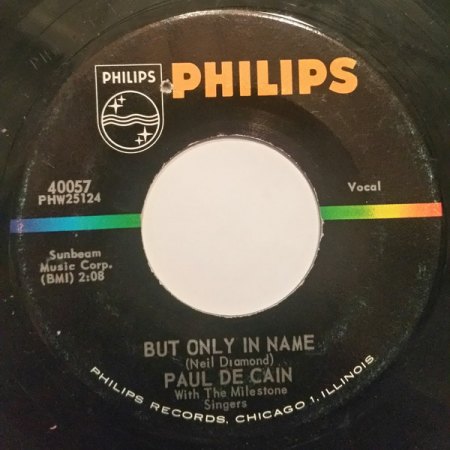 PHILIPS
PHILIPS
40057
PHW25124
Vocal
Sunbeam
Music Corp.
(BMI) 2:08
BUT ONLY IN NAME
(Neil Diamond)
PAUL DE CAIN
With The Milestone
Singers
PHILIPS RECORDS, CHICAGO 1, ILLINOIS